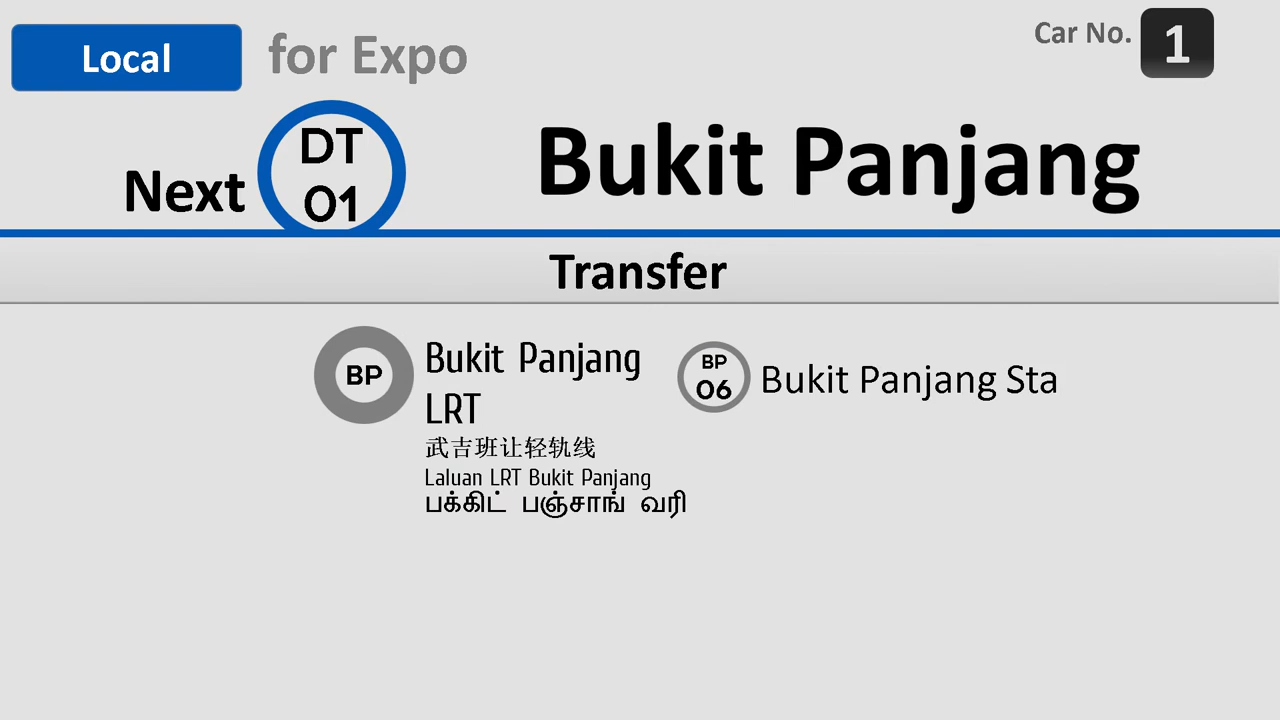 Local for Expo
Car No. 1
Next DT 01 Bukit Panjang
Transfer
BP Bukit Panjang LRT
武吉班让轻轨线
Laluan LRT Bukit Panjang
பக்கிட் பஞ்சாங் வரி
BP 06 Bukit Panjang Sta